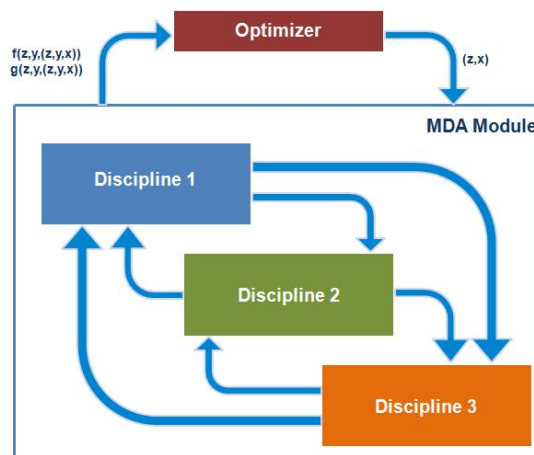 Optimizer
f(z,y,(z,y,x))
g(z,y,(z,y,x))
(z,x)
MDA Module
Discipline 1
Discipline 2
Discipline 3